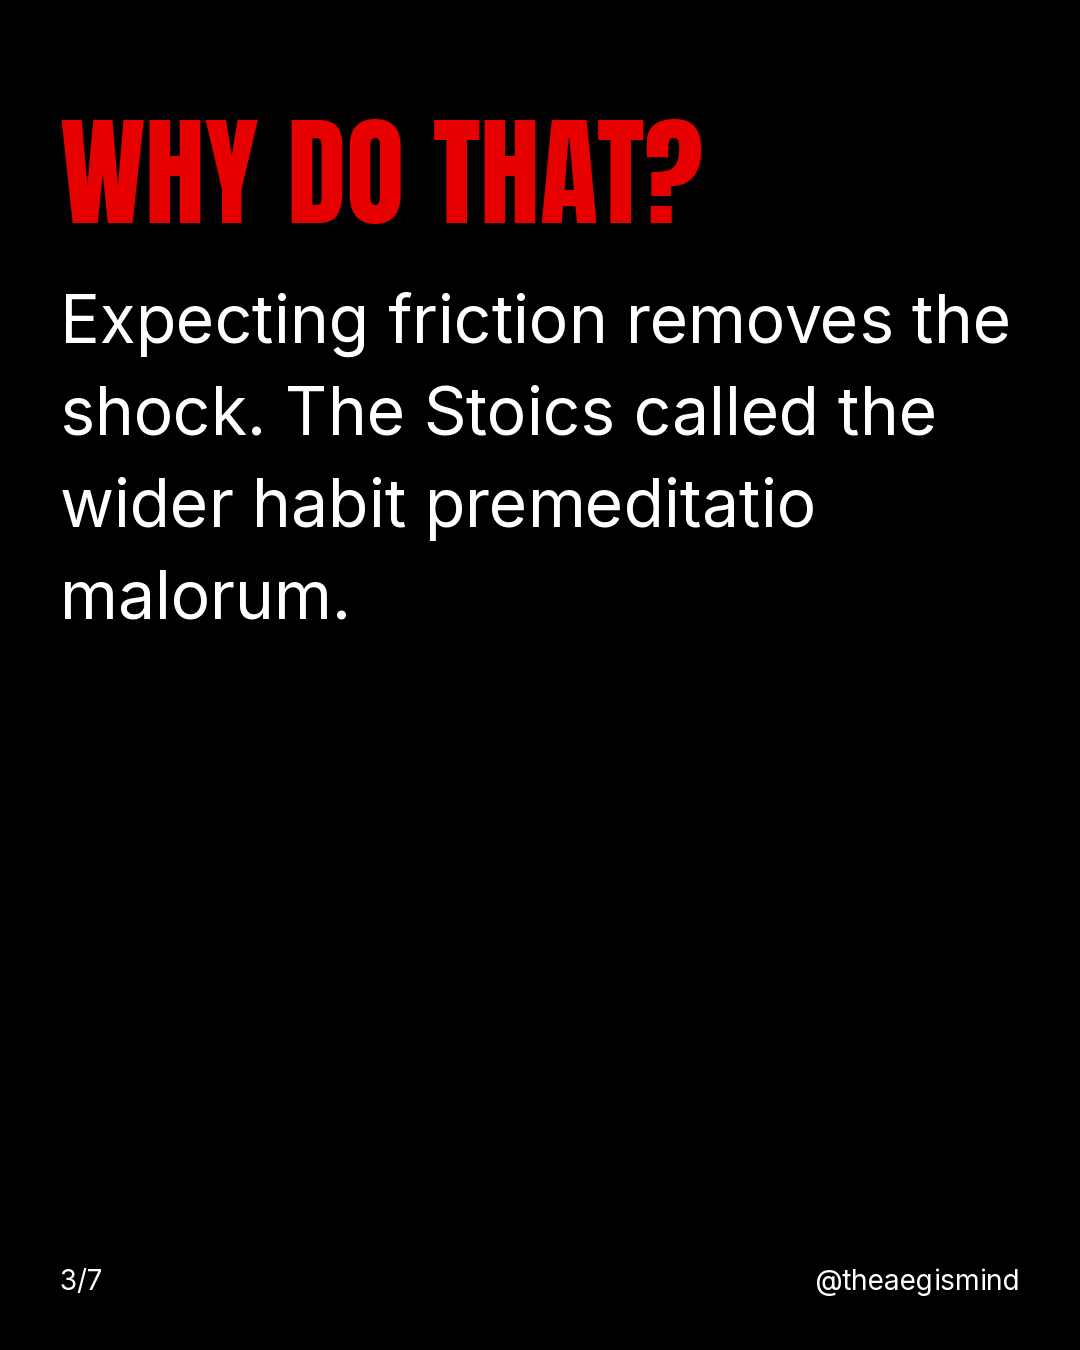 WHY DO THAT?
Expecting friction removes the
shock. The Stoics called the
wider habit premeditatio
malorum.
3/7
@theaegismind